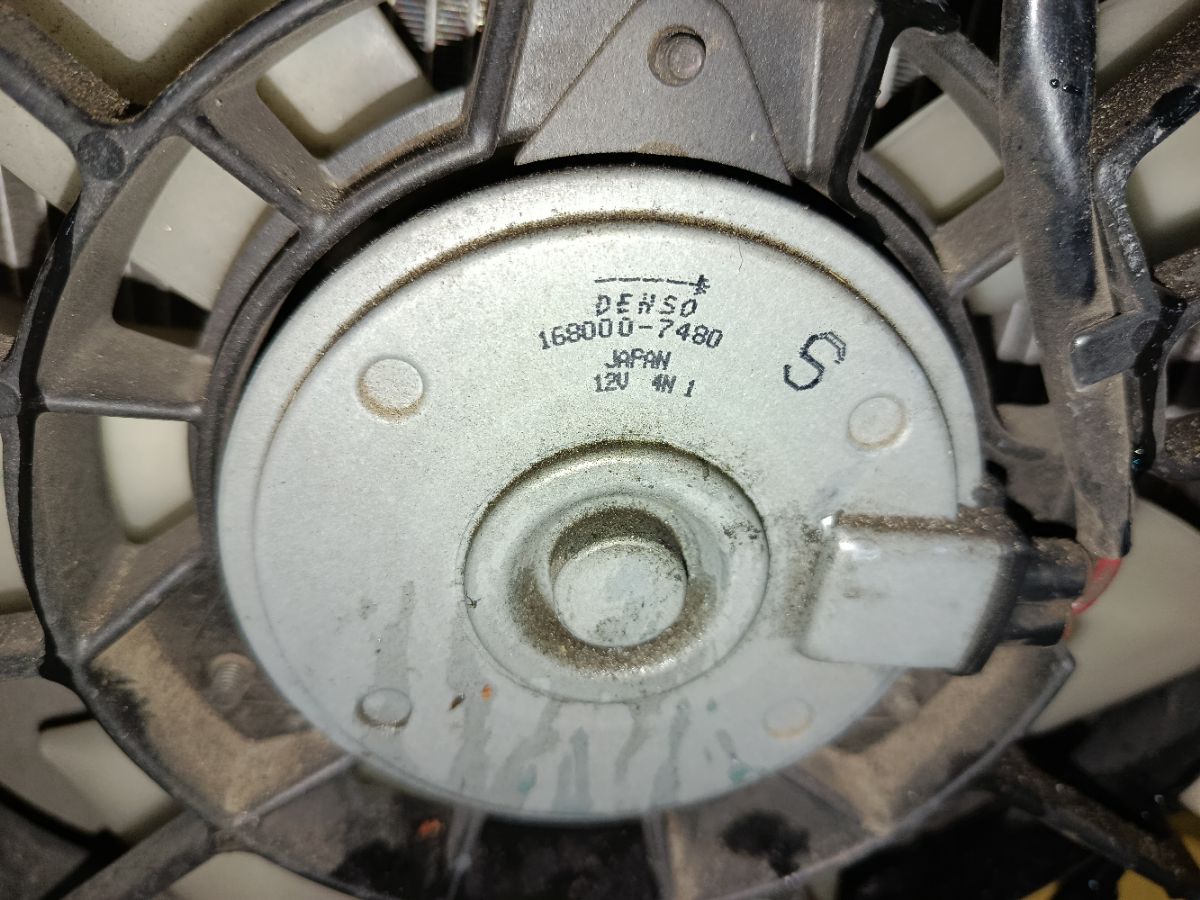 DENSO
168000-7480
S
JAPAN
12V 4N 1